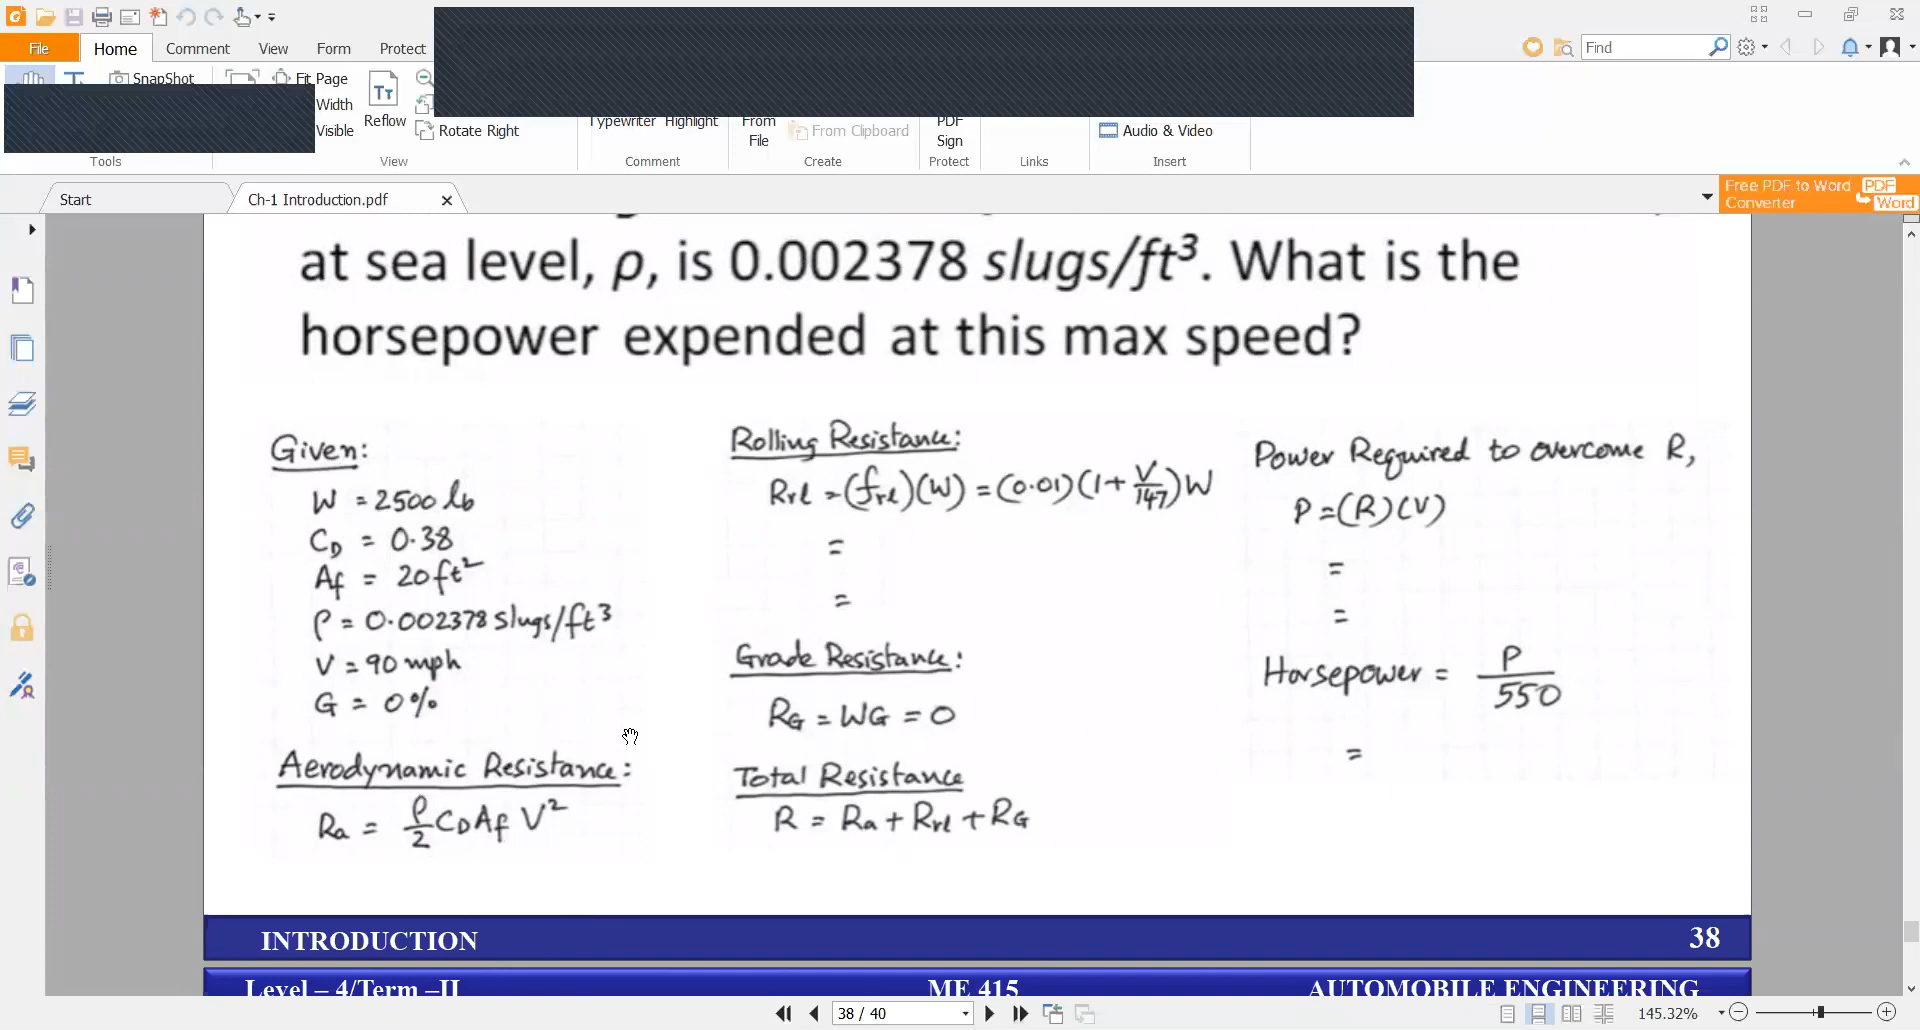 File Home Comment View Form Protect
Find
SnapShot
Fit Page
Width
Visible
Reflow
Rotate Right
Typewriter Highlight
From File
From Clipboard
PDF Sign
Audio & Video
Tools View Comment Create Protect Links Insert
Start
Ch-1 Introduction.pdf
Free PDF to Word Converter
PDF Word
at sea level, ρ, is 0.002378 slugs/ft³. What is the
horsepower expended at this max speed?
Given:
W = 2500 lb
C_D = 0.38
Af = 20ft²
ρ = 0.002378 slugs/ft³
V = 90 mph
G = 0%
Aerodynamic Resistance:
Ra = ρ/2 C_D Af V²
Rolling Resistance:
Rrl = (frl)(W) = (0.01)(1+ V/147)W
=
=
Grade Resistance:
R_G = WG = 0
Total Resistance
R = Ra + Rrl + R_G
Power Required to overcome R,
P = (R)(V)
=
=
Horsepower = P/550
=
INTRODUCTION 38
Level – 4/Term –II ME 415 AUTOMOBILE ENGINEERING
38 / 40
145.32%